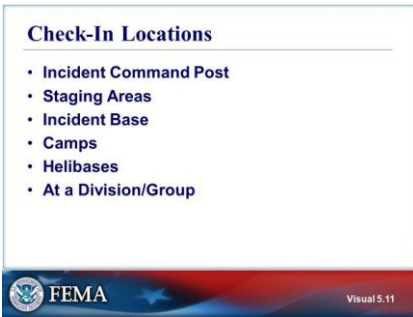 Check-In Locations
• Incident Command Post
• Staging Areas
• Incident Base
• Camps
• Helibases
• At a Division/Group
FEMA
Visual 5.11